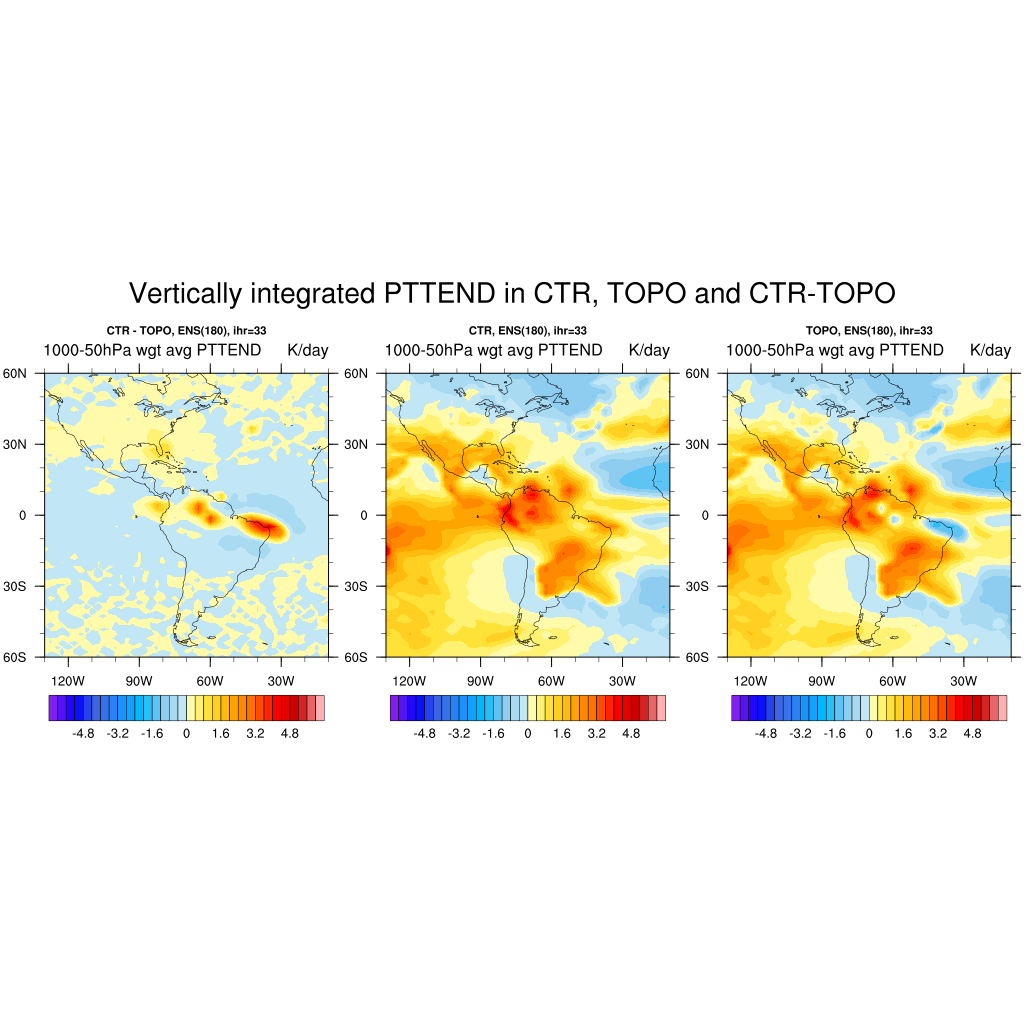 Vertically integrated PTTEND in CTR, TOPO and CTR-TOPO
CTR - TOPO, ENS(180), ihr=33
1000-50hPa wgt avg PTTEND K/day
60N
30N
0
30S
60S
120W 90W 60W 30W
-4.8 -3.2 -1.6 0 1.6 3.2 4.8
CTR, ENS(180), ihr=33
1000-50hPa wgt avg PTTEND K/day
60N
30N
0
30S
60S
120W 90W 60W 30W
-4.8 -3.2 -1.6 0 1.6 3.2 4.8
TOPO, ENS(180), ihr=33
1000-50hPa wgt avg PTTEND K/day
60N
30N
0
30S
60S
120W 90W 60W 30W
-4.8 -3.2 -1.6 0 1.6 3.2 4.8